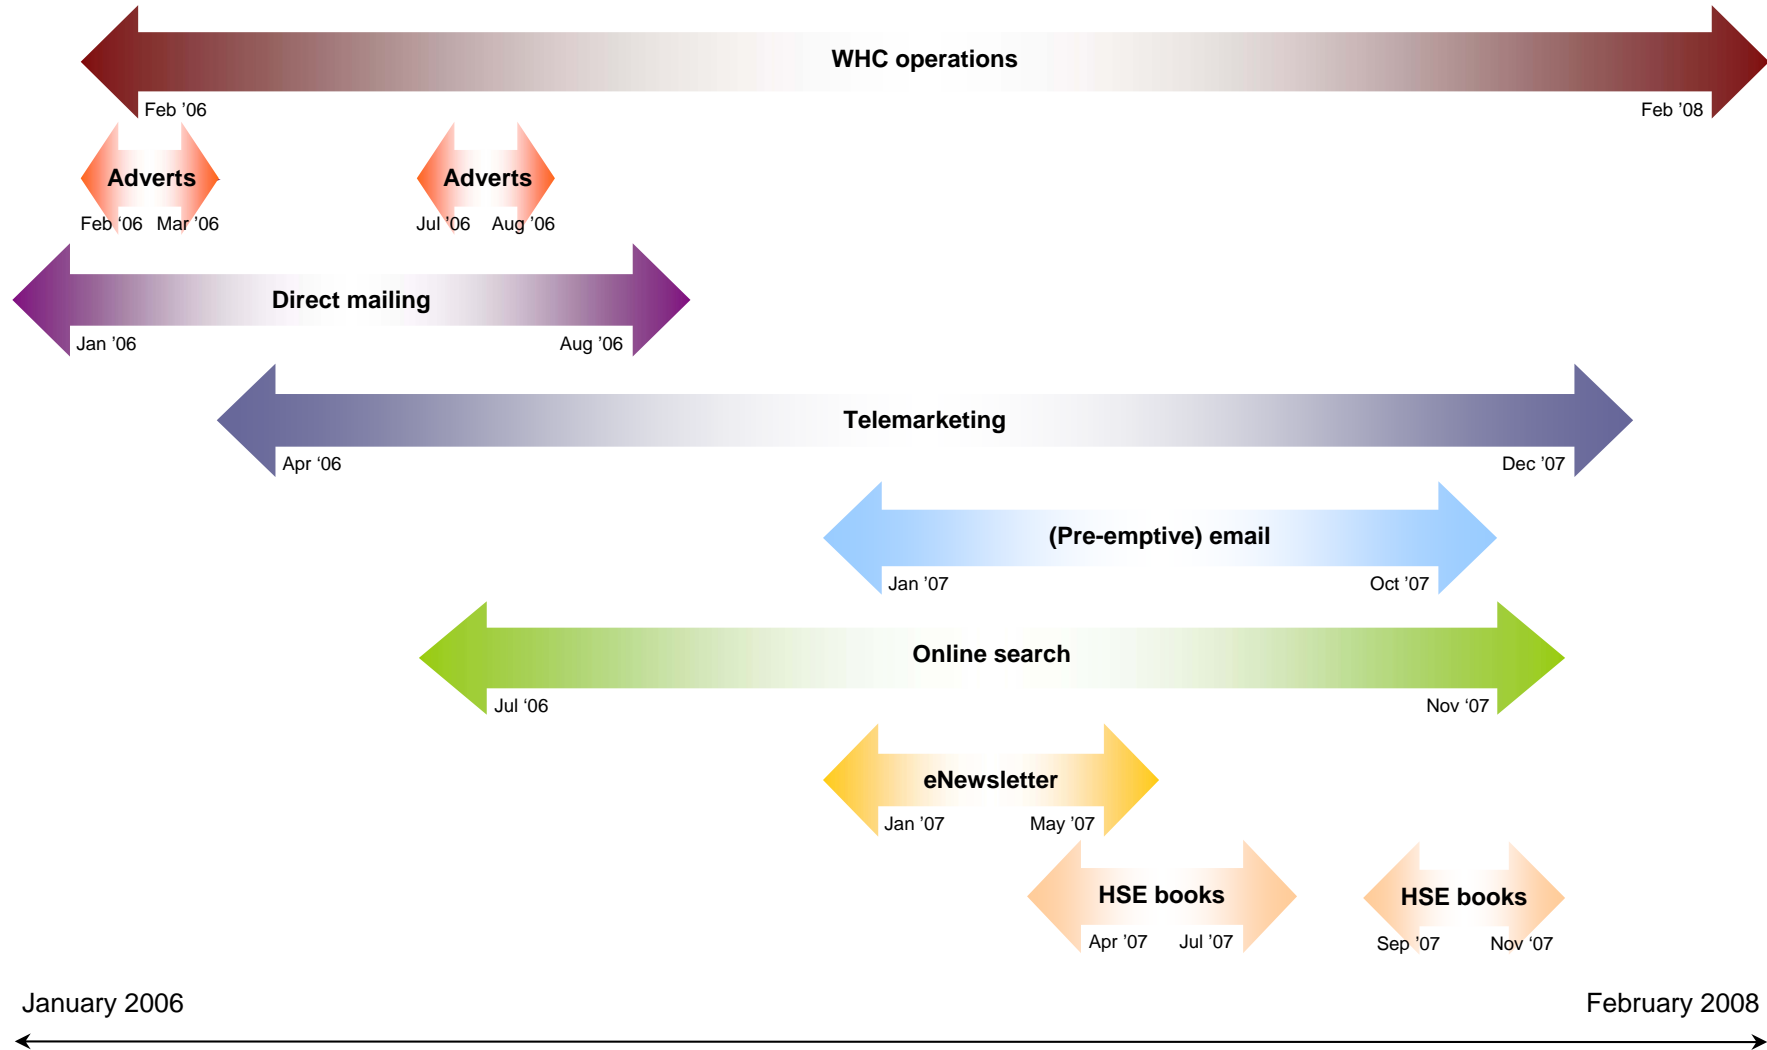 WHC operations
Feb ’06 Feb ’08
Adverts Adverts
Feb ‘06 Mar ’06 Jul ’06 Aug ’06
Direct mailing
Jan ’06 Aug ’06
Telemarketing
Apr ‘06 Dec ’07
(Pre-emptive) email
Jan ’07 Oct ’07
Online search
Jul ‘06 Nov ‘07
eNewsletter
Jan ’07 May ’07
HSE books HSE books
Apr ’07 Jul ’07 Sep ’07 Nov ‘07
January 2006 February 2008